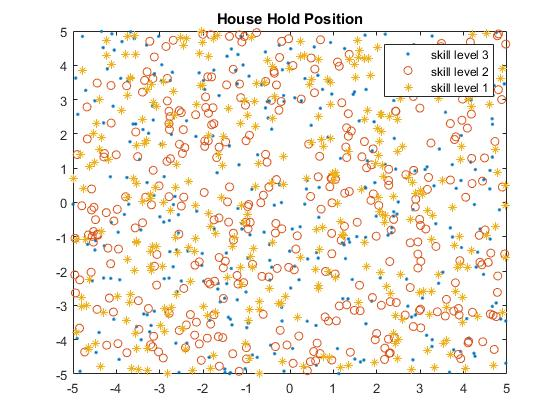 House Hold Position
5
4
3
2
1
0
-1
-2
-3
-4
-5
skill level 3
skill level 2
skill level 1
-5 -4 -3 -2 -1 0 1 2 3 4 5